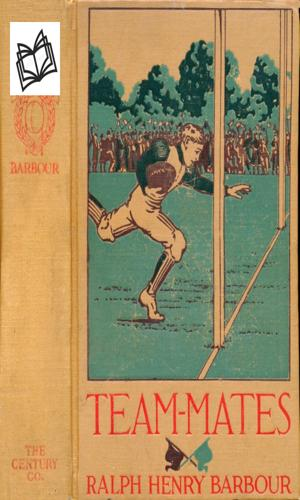 BARBOUR
THE
CENTURY
CO.
TEAM-MATES
RALPH HENRY BARBOUR